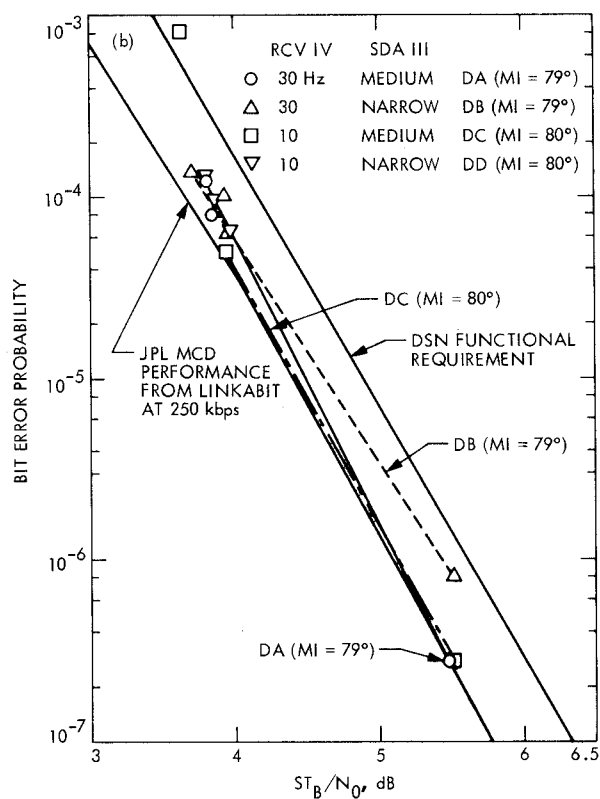 10⁻³
(b)
RCV IV SDA III
30 Hz MEDIUM DA (MI = 79°)
30 NARROW DB (MI = 79°)
10 MEDIUM DC (MI = 80°)
10 NARROW DD (MI = 80°)
10⁻⁴
DC (MI = 80°)
DSN FUNCTIONAL
REQUIREMENT
JPL MCD
PERFORMANCE
FROM LINKABIT
AT 250 kbps
10⁻⁵
BIT ERROR PROBABILITY
DB (MI = 79°)
10⁻⁶
DA (MI = 79°)
10⁻⁷
3 4 5 6 6.5
ST_B/N₀, dB